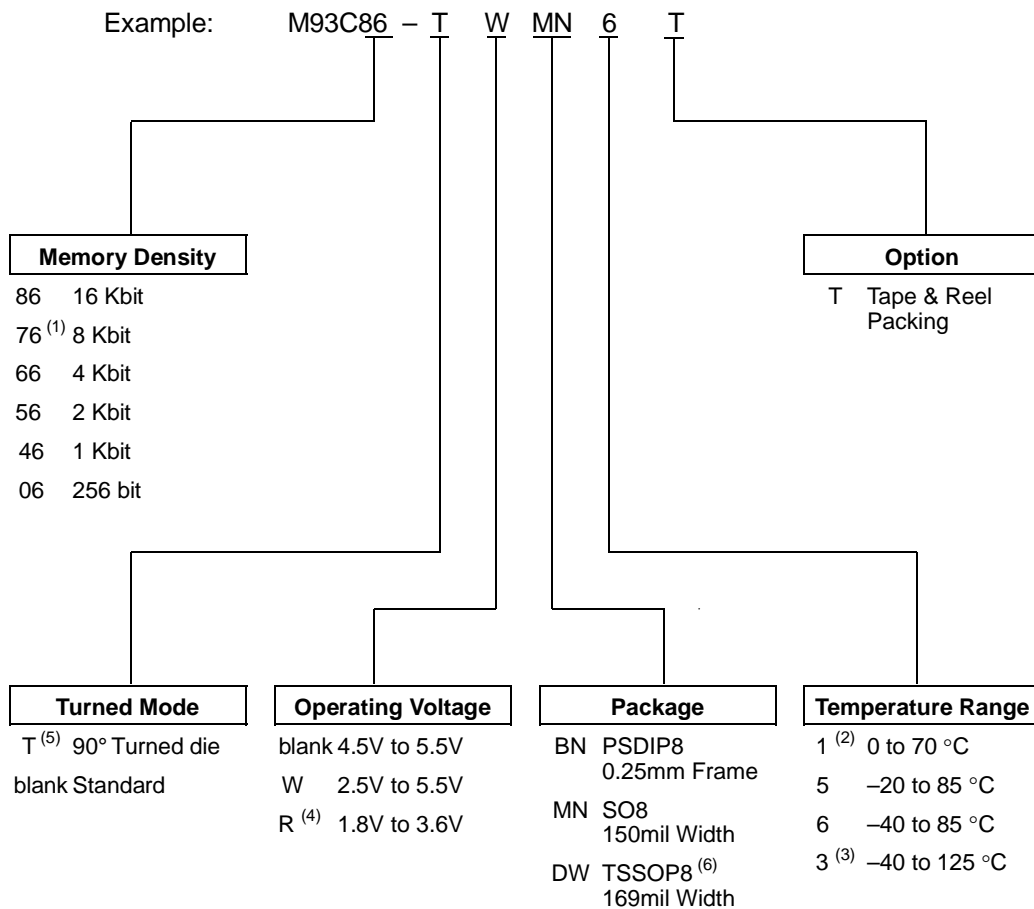 Example: M93C86 – T W MN 6 T
Memory Density
86 16 Kbit
76 (1) 8 Kbit
66 4 Kbit
56 2 Kbit
46 1 Kbit
06 256 bit
Option
T Tape & Reel
Packing
Turned Mode
T (5) 90° Turned die
blank Standard
Operating Voltage
blank 4.5V to 5.5V
W 2.5V to 5.5V
R (4) 1.8V to 3.6V
Package
BN PSDIP8
0.25mm Frame
MN SO8
150mil Width
DW TSSOP8 (6)
169mil Width
Temperature Range
1 (2) 0 to 70 °C
5 –20 to 85 °C
6 –40 to 85 °C
3 (3) –40 to 125 °C